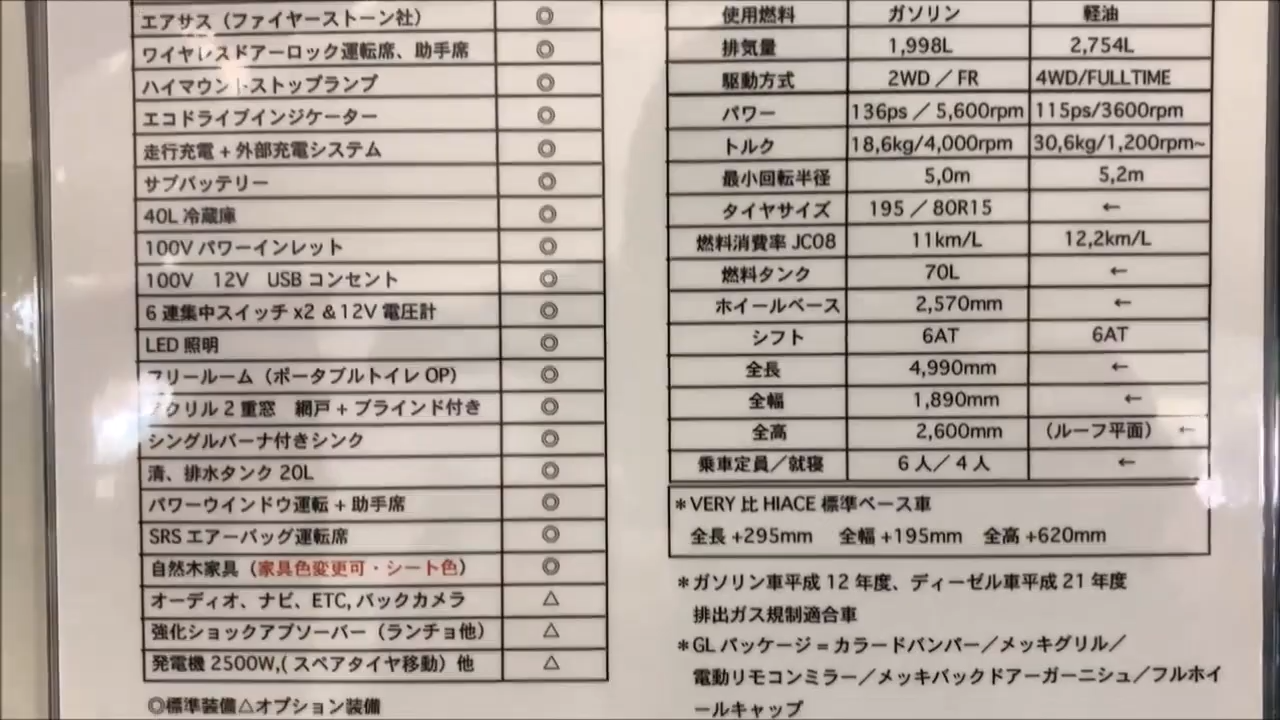 エアサス（ファイヤーストーン社） ◎
ワイヤレスドアーロック運転席、助手席 ◎
ハイマウントストップランプ ◎
エコドライブインジケーター ◎
走行充電 + 外部充電システム ◎
サブバッテリー ◎
40L 冷蔵庫 ◎
100V パワーインレット ◎
100V 12V USB コンセント ◎
6 連集中スイッチ x2 ＆12V 電圧計 ◎
LED 照明 ◎
フリールーム（ポータブルトイレ OP） ◎
アクリル 2 重窓 網戸 + ブラインド付き ◎
シングルバーナ付きシンク ◎
清、排水タンク 20L ◎
パワーウインドウ運転 + 助手席 ◎
SRS エアーバッグ運転席 ◎
自然木家具（家具色変更可・シート色） ◎
オーディオ、ナビ、ETC, バックカメラ △
強化ショックアブソーバー（ランチョ他） △
発電機 2500W,( スペアタイヤ移動）他 △
◎標準装備△オプション装備
使用燃料 ガソリン 軽油
排気量 1,998L 2,754L
駆動方式 2WD ／ FR 4WD/FULLTIME
パワー 136ps ／ 5,600rpm 115ps/3600rpm
トルク 18,6kg/4,000rpm 30,6kg/1,200rpm~
最小回転半径 5,0m 5,2m
タイヤサイズ 195 ／ 80R15 ←
燃料消費率 JC08 11km/L 12,2km/L
燃料タンク 70L ←
ホイールベース 2,570mm ←
シフト 6AT 6AT
全長 4,990mm ←
全幅 1,890mm ←
全高 2,600mm （ルーフ平面） ←
乗車定員／就寝 6 人／ 4 人 ←
＊VERY 比 HIACE 標準ベース車
全長 +295mm 全幅 +195mm 全高 +620mm
＊ガソリン車平成 12 年度、ディーゼル車平成 21 年度
排出ガス規制適合車
＊GL パッケージ = カラードバンパー／メッキグリル／
電動リモコンミラー／メッキバックドアーガーニシュ／フルホイ
ールキャップ